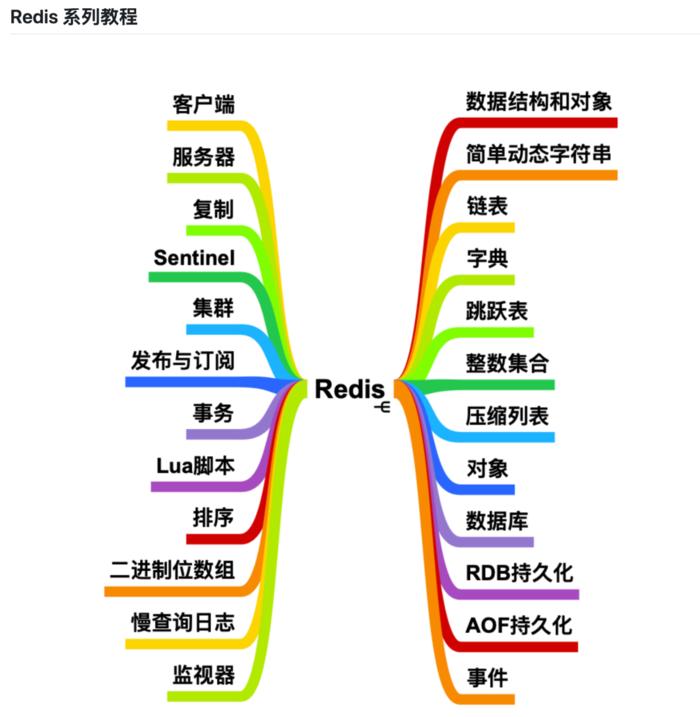 Redis 系列教程
客户端
服务器
复制
Sentinel
集群
发布与订阅
事务
Lua脚本
排序
二进制位数组
慢查询日志
监视器
Redis
数据结构和对象
简单动态字符串
链表
字典
跳跃表
整数集合
压缩列表
对象
数据库
RDB持久化
AOF持久化
事件